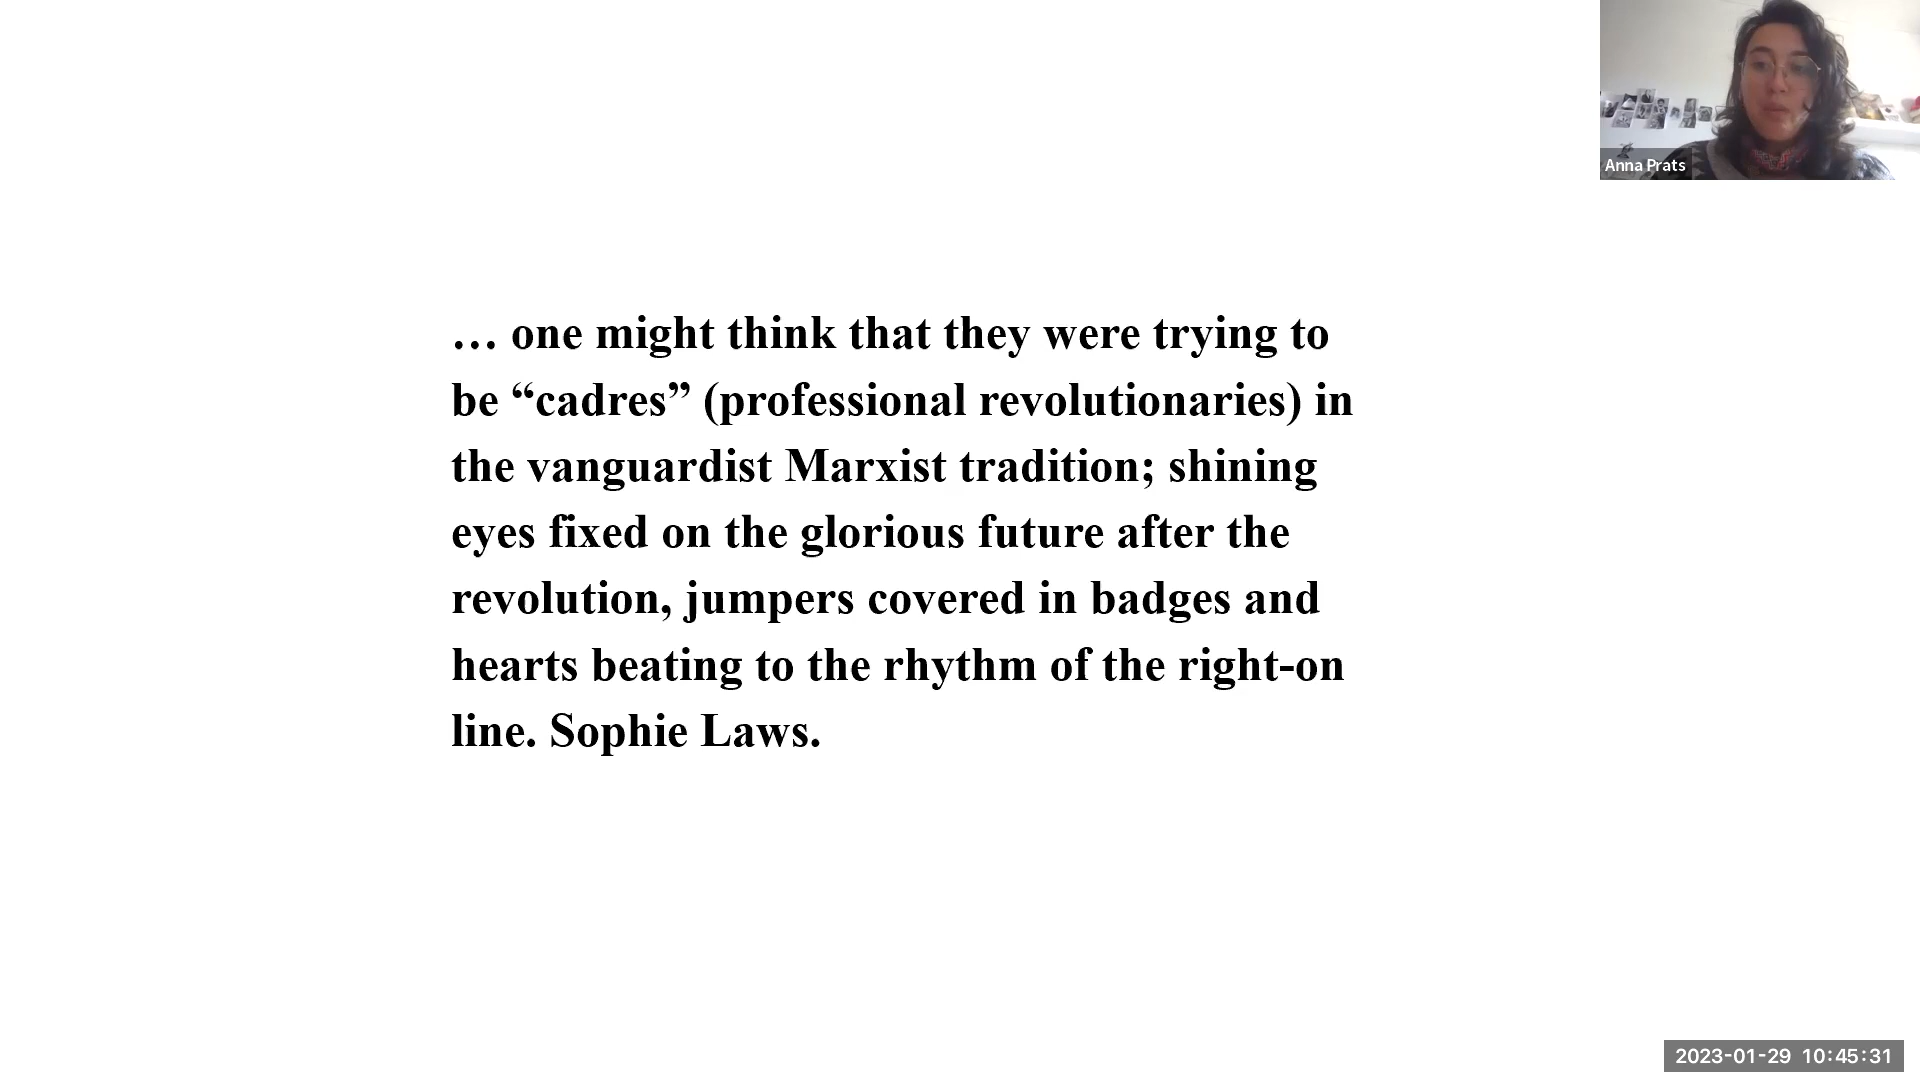 Anna Prats
… one might think that they were trying to
be “cadres” (professional revolutionaries) in
the vanguardist Marxist tradition; shining
eyes fixed on the glorious future after the
revolution, jumpers covered in badges and
hearts beating to the rhythm of the right-on
line. Sophie Laws.
2023-01-29 10:45:31